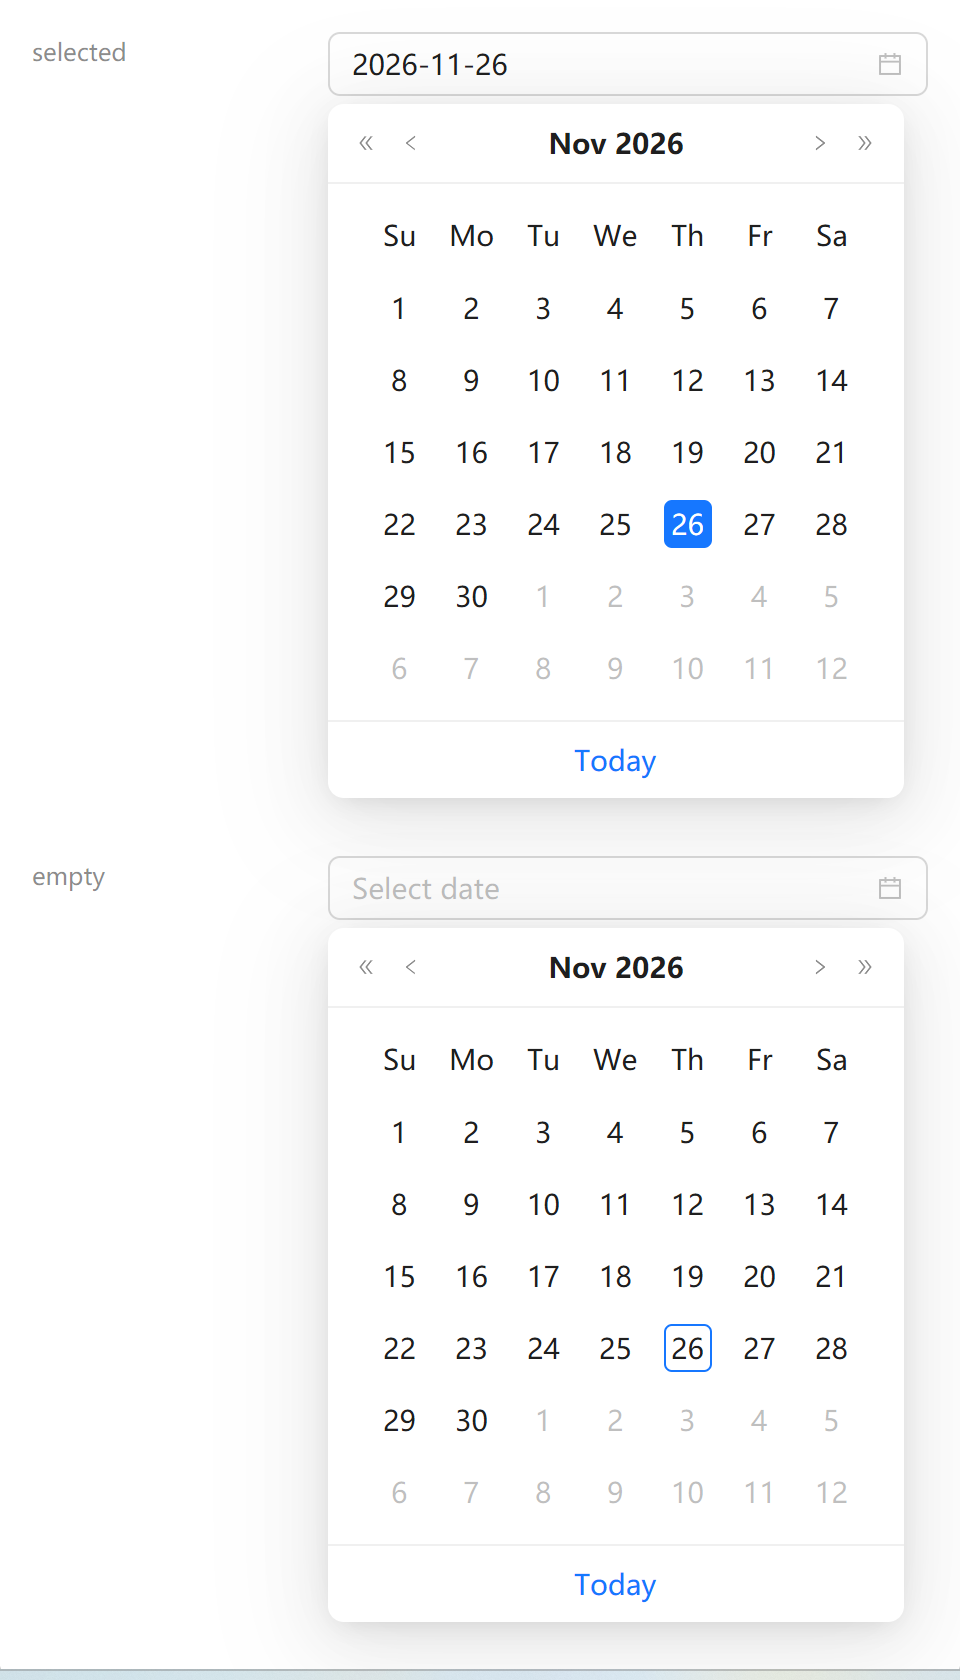 selected
2026-11-26
« < Nov 2026 > »
Su Mo Tu We Th Fr Sa
1 2 3 4 5 6 7
8 9 10 11 12 13 14
15 16 17 18 19 20 21
22 23 24 25 26 27 28
29 30 1 2 3 4 5
6 7 8 9 10 11 12
Today
empty
Select date
« < Nov 2026 > »
Su Mo Tu We Th Fr Sa
1 2 3 4 5 6 7
8 9 10 11 12 13 14
15 16 17 18 19 20 21
22 23 24 25 26 27 28
29 30 1 2 3 4 5
6 7 8 9 10 11 12
Today